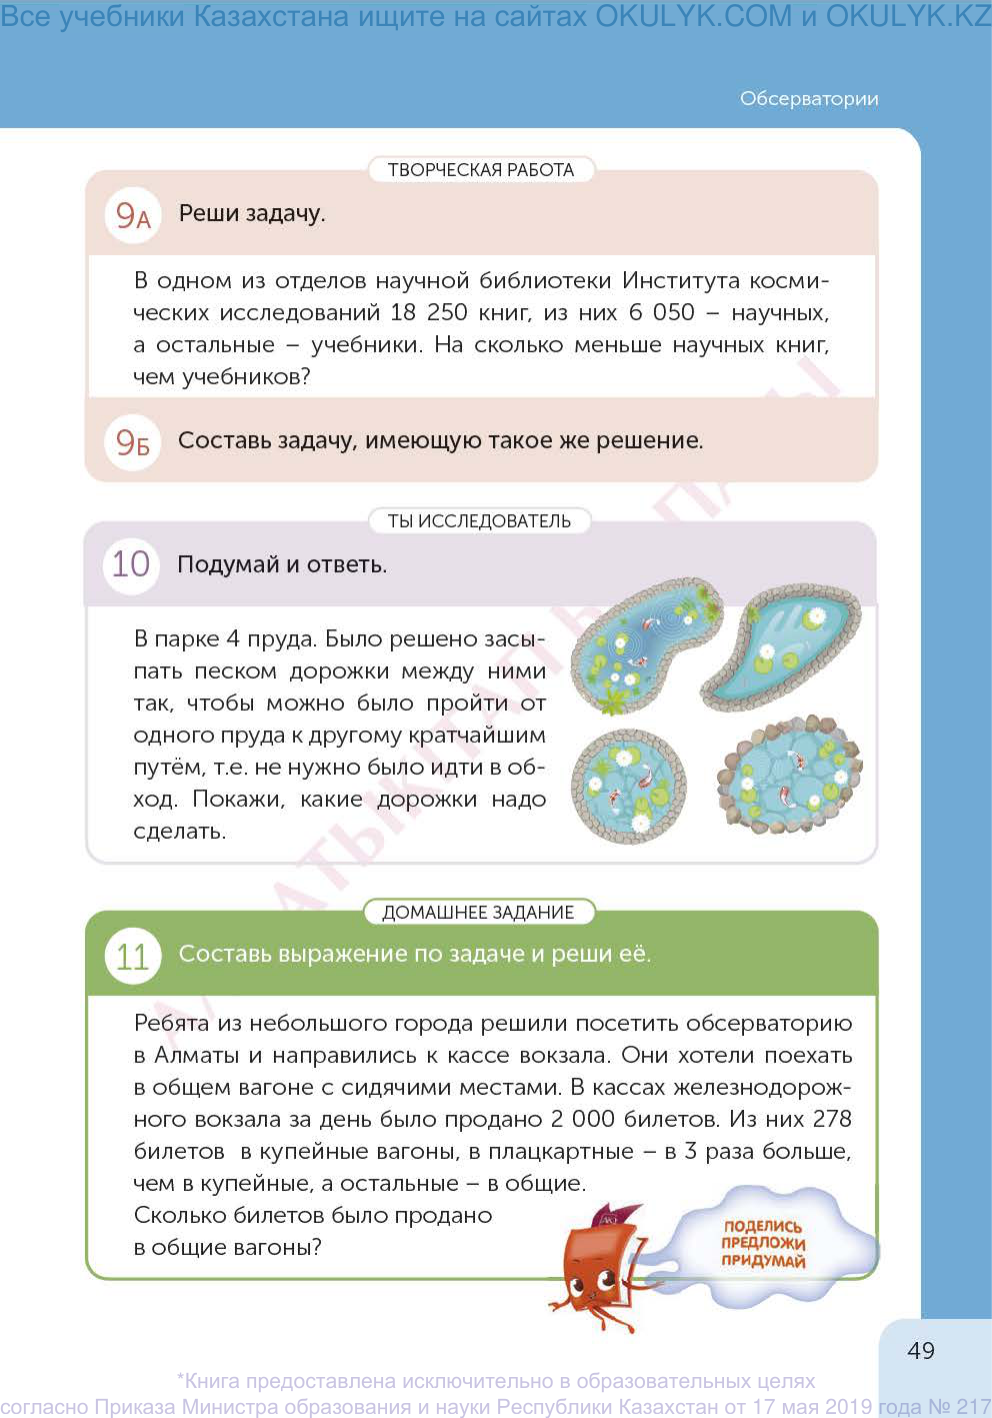 Все учебники Казахстана ищите на сайтах OKULYK.COM и OKULYK.KZ
Обсерватории
ТВОРЧЕСКАЯ РАБОТА
9А Реши задачу.
В одном из отделов научной библиотеки Института косми-
ческих исследований 18 250 книг, из них 6 050 – научных,
а остальные – учебники. На сколько меньше научных книг,
чем учебников?
9Б Составь задачу, имеющую такое же решение.
ТЫ ИССЛЕДОВАТЕЛЬ
10 Подумай и ответь.
В парке 4 пруда. Было решено засы-
пать песком дорожки между ними
так, чтобы можно было пройти от
одного пруда к другому кратчайшим
путём, т.е. не нужно было идти в об-
ход. Покажи, какие дорожки надо
сделать.
ДОМАШНЕЕ ЗАДАНИЕ
11 Составь выражение по задаче и реши её.
Ребята из небольшого города решили посетить обсерваторию
в Алматы и направились к кассе вокзала. Они хотели поехать
в общем вагоне с сидячими местами. В кассах железнодорож-
ного вокзала за день было продано 2 000 билетов. Из них 278
билетов в купейные вагоны, в плацкартные – в 3 раза больше,
чем в купейные, а остальные – в общие.
Сколько билетов было продано
в общие вагоны?
ПОДЕЛИСЬ
ПРЕДЛОЖИ
ПРИДУМАЙ
49
*Книга предоставлена исключительно в образовательных целях
согласно Приказа Министра образования и науки Республики Казахстан от 17 мая 2019 года № 217